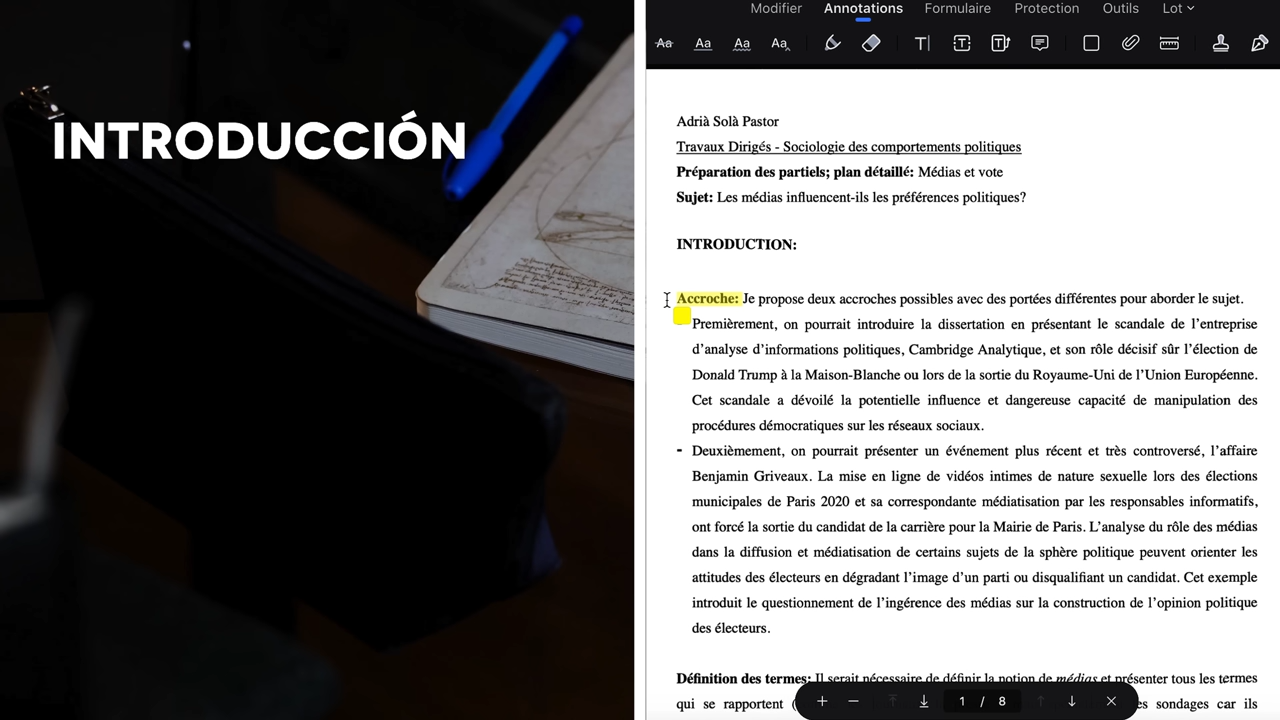 INTRODUCCIÓN
Modifier Annotations Formulaire Protection Outils Lot
Aa Aa Aa Aa T T T
Adrià Solà Pastor
Travaux Dirigés - Sociologie des comportements politiques
Préparation des partiels; plan détaillé: Médias et vote
Sujet: Les médias influencent-ils les préférences politiques?
INTRODUCTION:
Accroche: Je propose deux accroches possibles avec des portées différentes pour aborder le sujet.
Premièrement, on pourrait introduire la dissertation en présentant le scandale de l’entreprise
d’analyse d’informations politiques, Cambridge Analytique, et son rôle décisif sûr l’élection de
Donald Trump à la Maison-Blanche ou lors de la sortie du Royaume-Uni de l’Union Européenne.
Cet scandale a dévoilé la potentielle influence et dangereuse capacité de manipulation des
procédures démocratiques sur les réseaux sociaux.
- Deuxièmement, on pourrait présenter un événement plus récent et très controversé, l’affaire
Benjamin Griveaux. La mise en ligne de vidéos intimes de nature sexuelle lors des élections
municipales de Paris 2020 et sa correspondante médiatisation par les responsables informatifs,
ont forcé la sortie du candidat de la carrière pour la Mairie de Paris. L’analyse du rôle des médias
dans la diffusion et médiatisation de certains sujets de la sphère politique peuvent orienter les
attitudes des électeurs en dégradant l’image d’un parti ou disqualifiant un candidat. Cet exemple
introduit le questionnement de l’ingérence des médias sur la construction de l’opinion politique
des électeurs.
Définition des termes: Il serait nécessaire de définir la notion de médias et présenter tous les termes
qui se rapportent sondages car ils
1 / 8